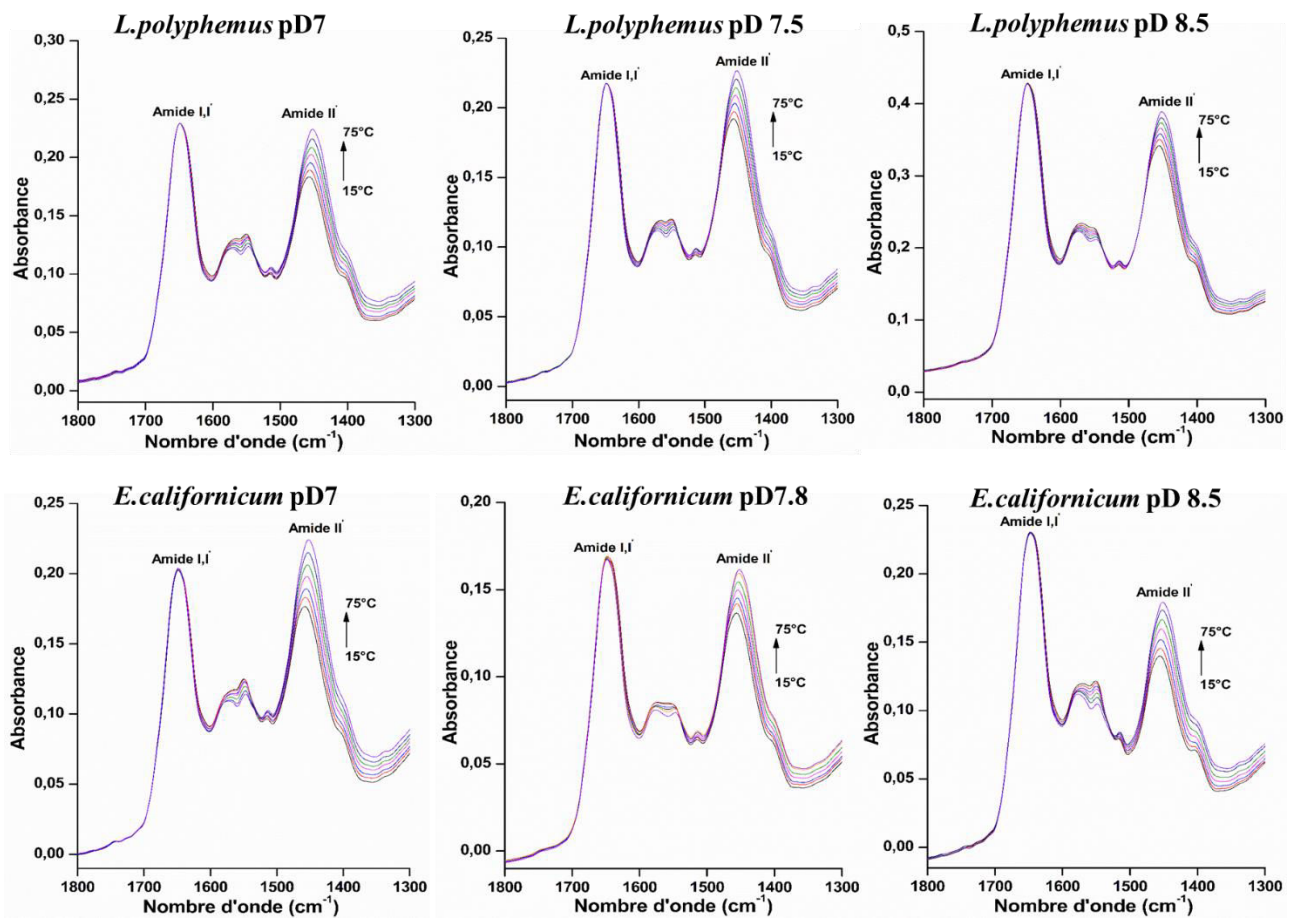 L.polyphemus pD7
0,30
0,25
0,20
0,15
0,10
0,05
0,00
Absorbance
Amide I,I'
Amide II'
75°C
15°C
1800 1700 1600 1500 1400 1300
Nombre d'onde (cm-1)
L.polyphemus pD 7.5
0,25
0,20
0,15
0,10
0,05
0,00
Absorbance
Amide I,I'
Amide II'
75°C
15°C
1800 1700 1600 1500 1400 1300
Nombre d'onde (cm-1)
L.polyphemus pD 8.5
0,5
0,4
0,3
0,2
0,1
0,0
Absorbance
Amide I,I'
Amide II'
75°C
15°C
1800 1700 1600 1500 1400 1300
Nombre d'onde (cm-1)
E.californicum pD7
0,25
0,20
0,15
0,10
0,05
0,00
Absorbance
Amide I,I'
Amide II'
75°C
15°C
1800 1700 1600 1500 1400 1300
Nombre d'onde (cm-1)
E.californicum pD7.8
0,20
0,15
0,10
0,05
0,00
Absorbance
Amide I,I'
Amide II'
75°C
15°C
1800 1700 1600 1500 1400 1300
Nombre d'onde (cm-1)
E.californicum pD 8.5
0,25
0,20
0,15
0,10
0,05
0,00
Absorbance
Amide I,I'
Amide II'
75°C
15°C
1800 1700 1600 1500 1400 1300
Nombre d'onde (cm-1)